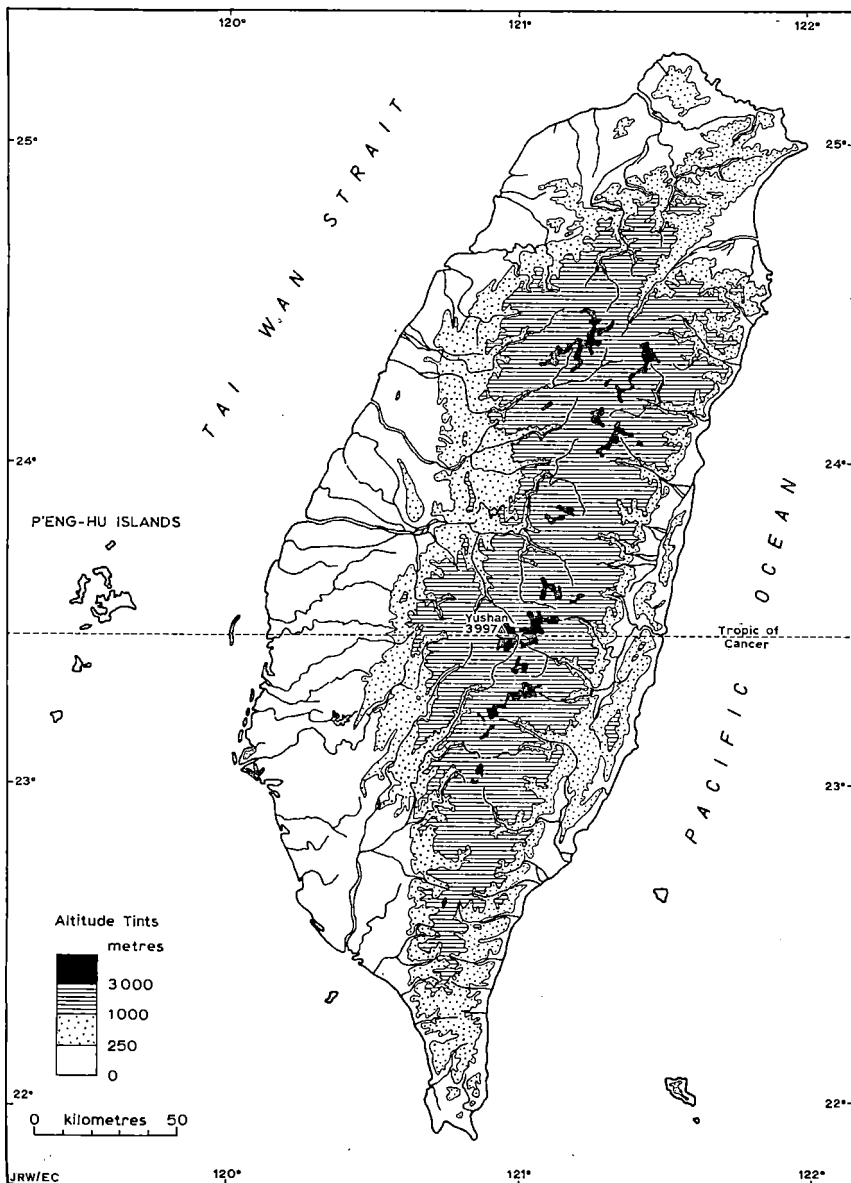 120°
121°
122°
25°
25°
TAI WAN STRAIT
24°
24°
P'ENG-HU ISLANDS
PACIFIC OCEAN
Yushan
3997
Tropic of
Cancer
23°
23°
Altitude Tints
metres
3000
1000
250
0
22°
22°
0 kilometres 50
JRW/EC
120°
121°
122°